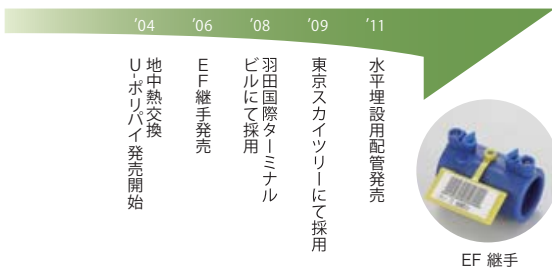 '04
'06
'08
'09
'11
地中熱交換
U-ポリパイ発売開始
EF継手発売
羽田国際ターミナル
ビルにて採用
東京スカイツリーにて採用
水平埋設用配管発売
EF 継手